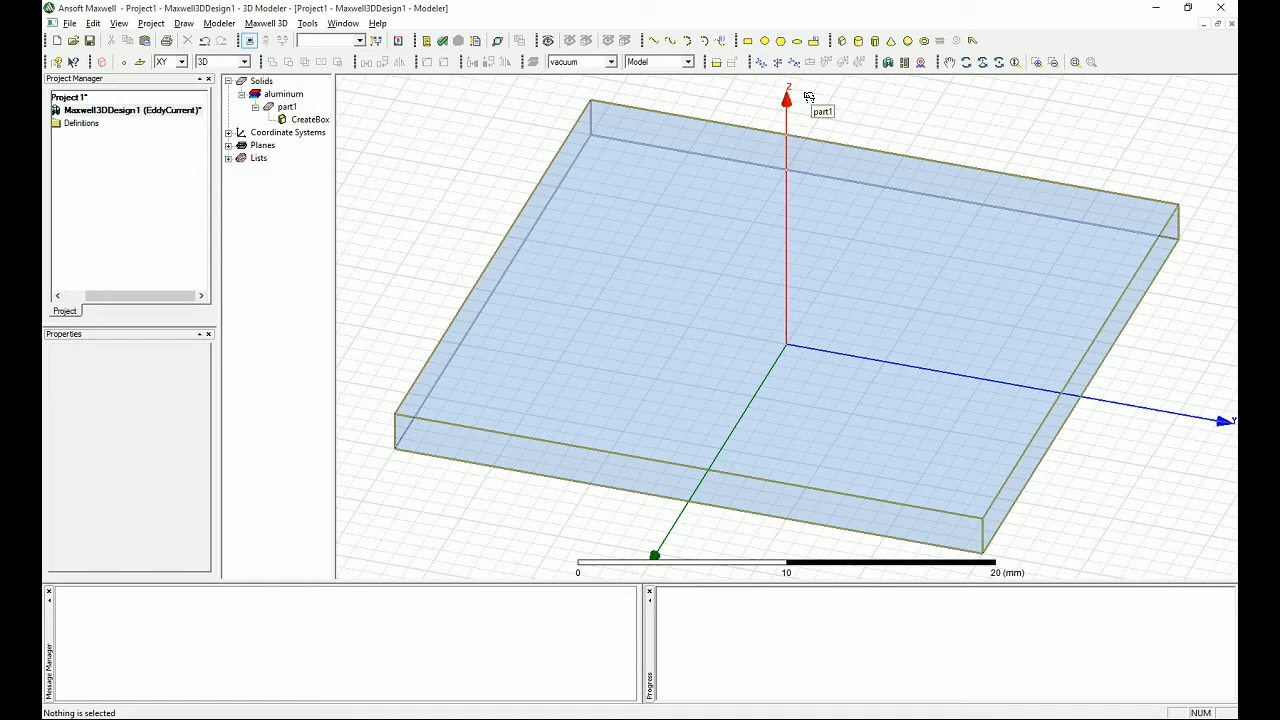 Ansoft Maxwell - Project1 - Maxwell3DDesign1 - 3D Modeler - [Project1 - Maxwell3DDesign1 - Modeler]
File Edit View Project Draw Modeler Maxwell 3D Tools Window Help
XY 3D vacuum Model
Project Manager
Project1*
Maxwell3DDesign1 (EddyCurrent)*
Definitions
Project
Properties
Solids
aluminum
part1
CreateBox
Coordinate Systems
Planes
Lists
Z
part1
Y
0 10 20 (mm)
Message Manager
Progress
Nothing is selected
NUM